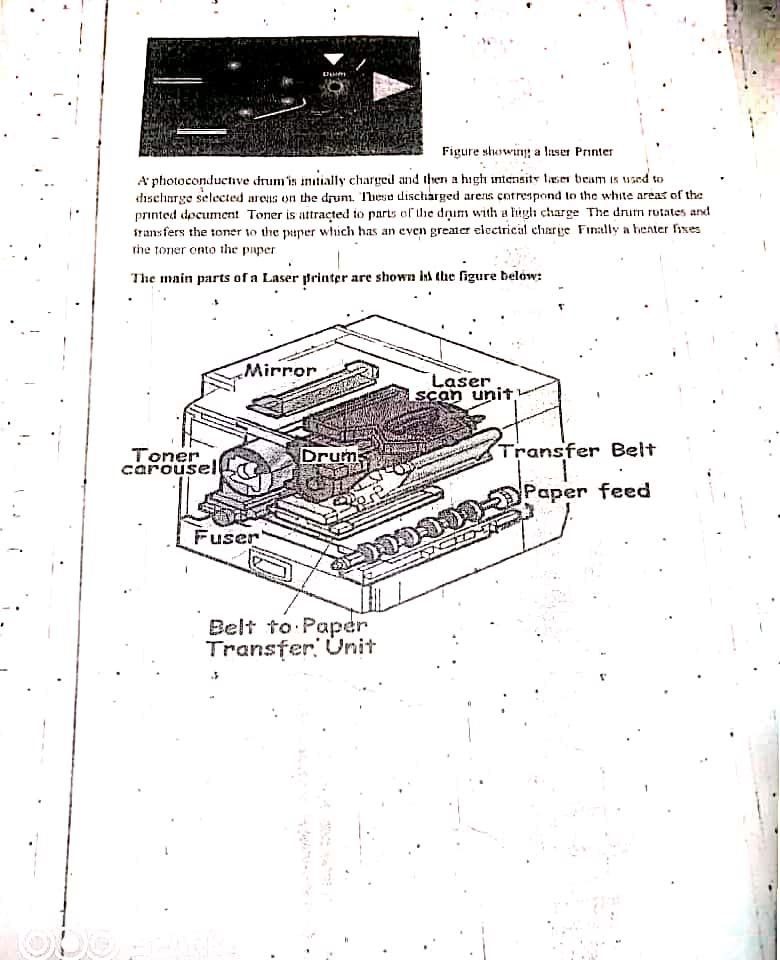 Drum
Figure showing a laser Printer
A photoconductive drum is initially charged and then a high intensity laser beam is used to
discharge selected areas on the drum. These discharged areas correspond to the white areas of the
printed document. Toner is attracted to parts of the drum with a high charge. The drum rotates and
transfers the toner to the paper which has an even greater electrical charge. Finally a heater fixes
the toner onto the paper
The main parts of a Laser printer are shown in the figure below:
Mirror
Laser
scan unit
Toner
carousel
Drums
Transfer Belt
Paper feed
Fuser
Belt to Paper
Transfer Unit